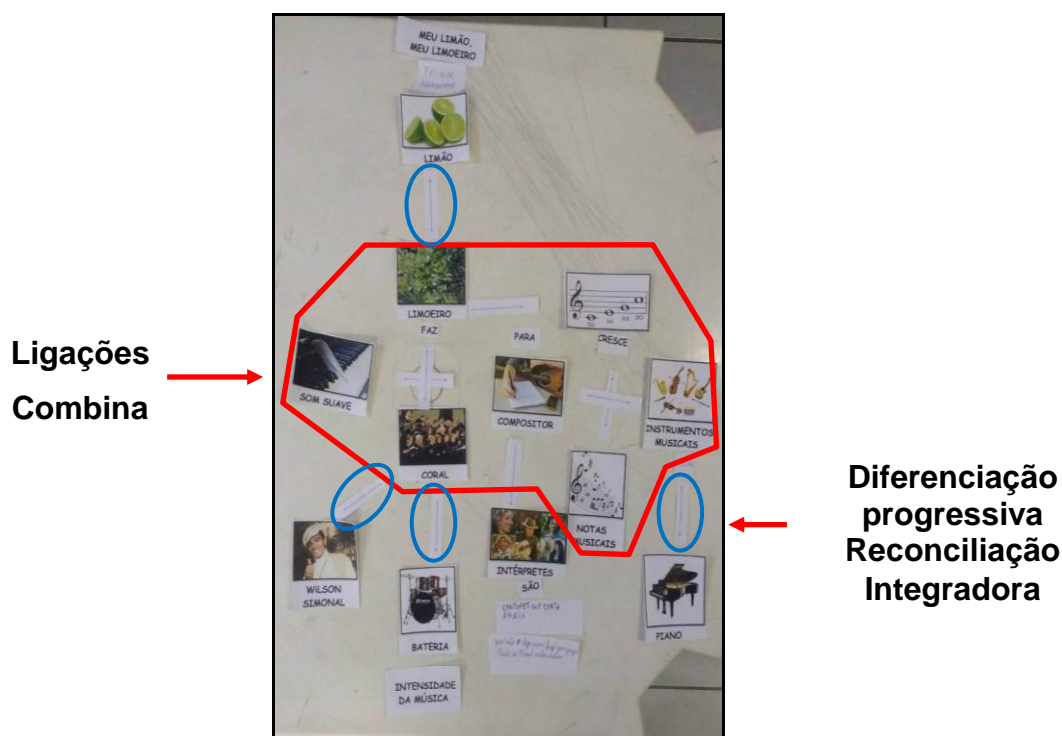 MEU LIMÃO,
MEU LIMOEIRO
LIMÃO
LIMOEIRO
FAZ
PARA
CRESCE
Ligações
Combina
SOM SUAVE
COMPOSITOR
INSTRUMENTOS
MUSICAIS
CORAL
NOTAS
MUSICAIS
Diferenciação
progressiva
Reconciliação
Integradora
WILSON
SIMONAL
INTÉRPRETES
SÃO
BATERIA
PIANO
INTENSIDADE
DA MÚSICA